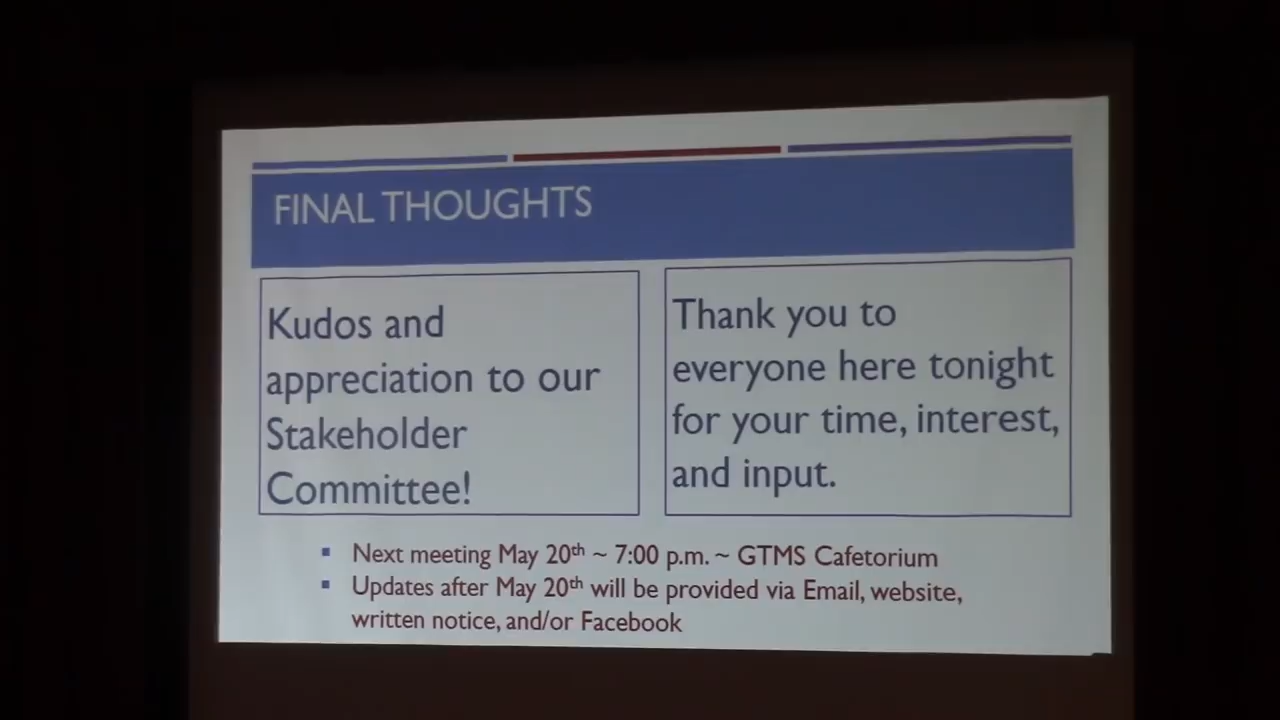 FINAL THOUGHTS
Kudos and
appreciation to our
Stakeholder
Committee!
Thank you to
everyone here tonight
for your time, interest,
and input.
▪ Next meeting May 20th ~ 7:00 p.m. ~ GTMS Cafetorium
▪ Updates after May 20th will be provided via Email, website,
written notice, and/or Facebook